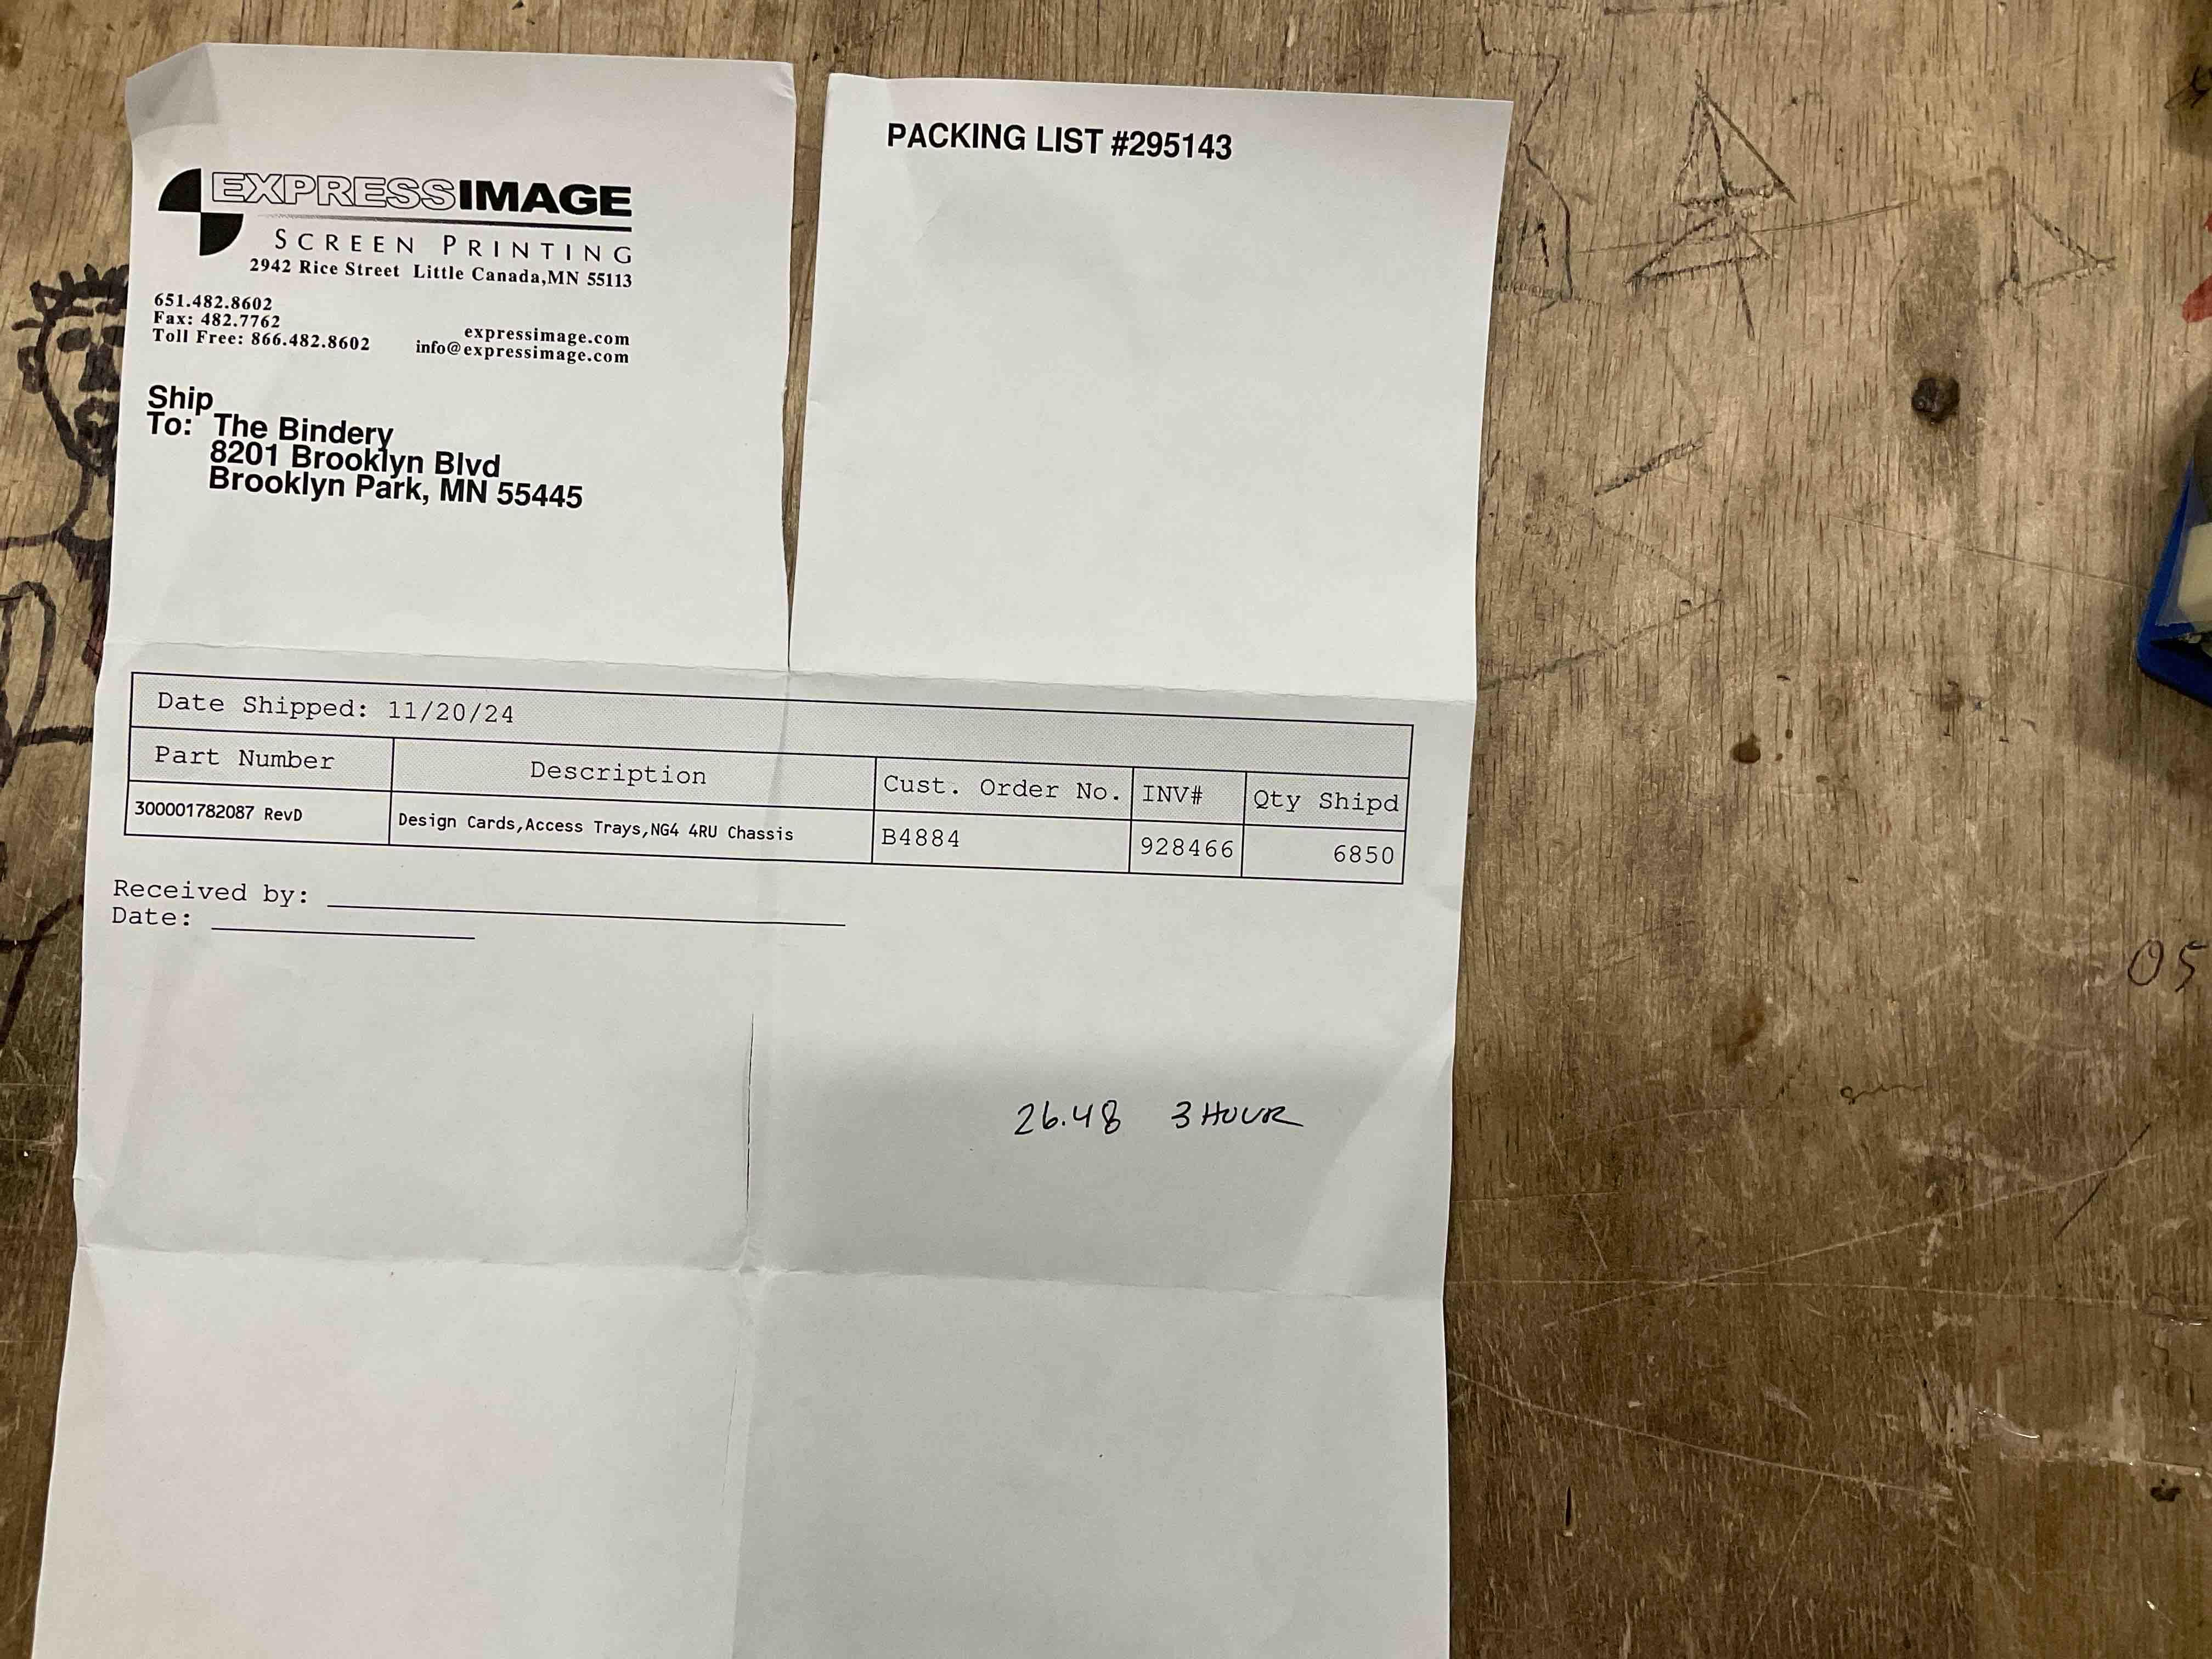 EXPRESSIMAGE
SCREEN PRINTING
2942 Rice Street Little Canada,MN 55113
651.482.8602
Fax: 482.7762
Toll Free: 866.482.8602
expressimage.com
info@expressimage.com
PACKING LIST #295143
Ship
To: The Bindery
8201 Brooklyn Blvd
Brooklyn Park, MN 55445
Date Shipped: 11/20/24
Part Number Description Cust. Order No. INV# Qty Shipd
300001782087 RevD Design Cards,Access Trays,NG4 4RU Chassis B4884 928466 6850
Received by:
Date:
26.48 3 HOUR
05